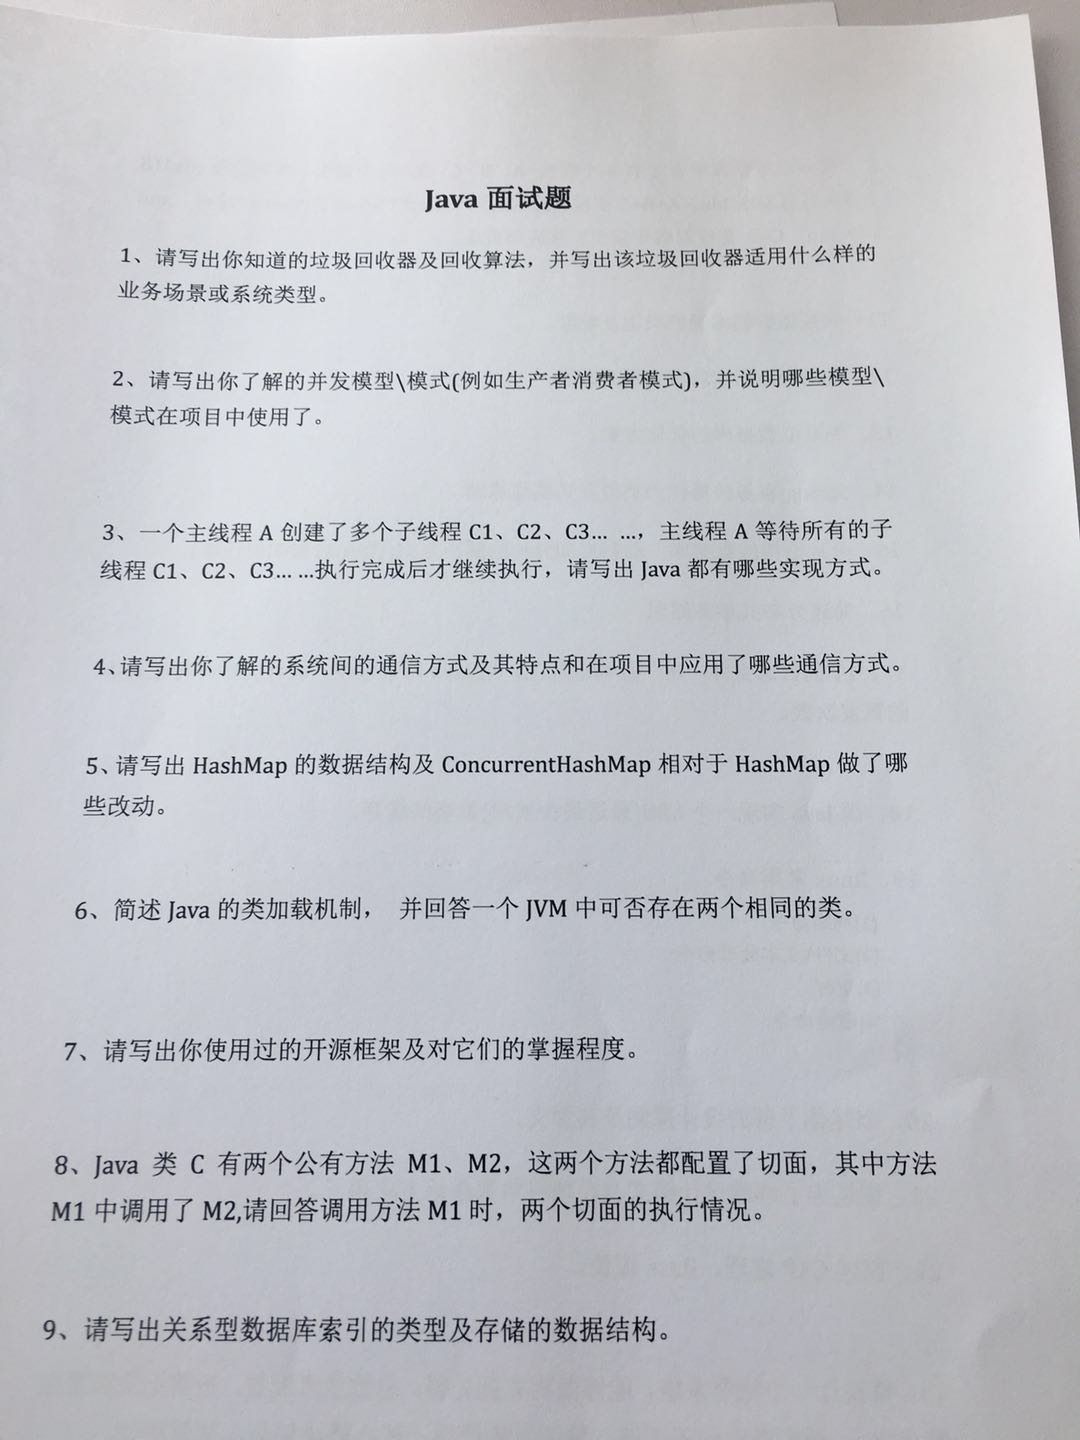 Java 面试题
1、请写出你知道的垃圾回收器及回收算法，并写出该垃圾回收器适用什么样的
业务场景或系统类型。
2、请写出你了解的并发模型\模式(例如生产者消费者模式)，并说明哪些模型\
模式在项目中使用了。
3、一个主线程 A 创建了多个子线程 C1、C2、C3... ...，主线程 A 等待所有的子
线程 C1、C2、C3... ...执行完成后才继续执行，请写出 Java 都有哪些实现方式。
4、请写出你了解的系统间的通信方式及其特点和在项目中应用了哪些通信方式。
5、请写出 HashMap 的数据结构及 ConcurrentHashMap 相对于 HashMap 做了哪
些改动。
6、简述 Java 的类加载机制， 并回答一个 JVM 中可否存在两个相同的类。
7、请写出你使用过的开源框架及对它们的掌握程度。
8、Java 类 C 有两个公有方法 M1、M2，这两个方法都配置了切面，其中方法
M1 中调用了 M2,请回答调用方法 M1 时，两个切面的执行情况。
9、请写出关系型数据库索引的类型及存储的数据结构。